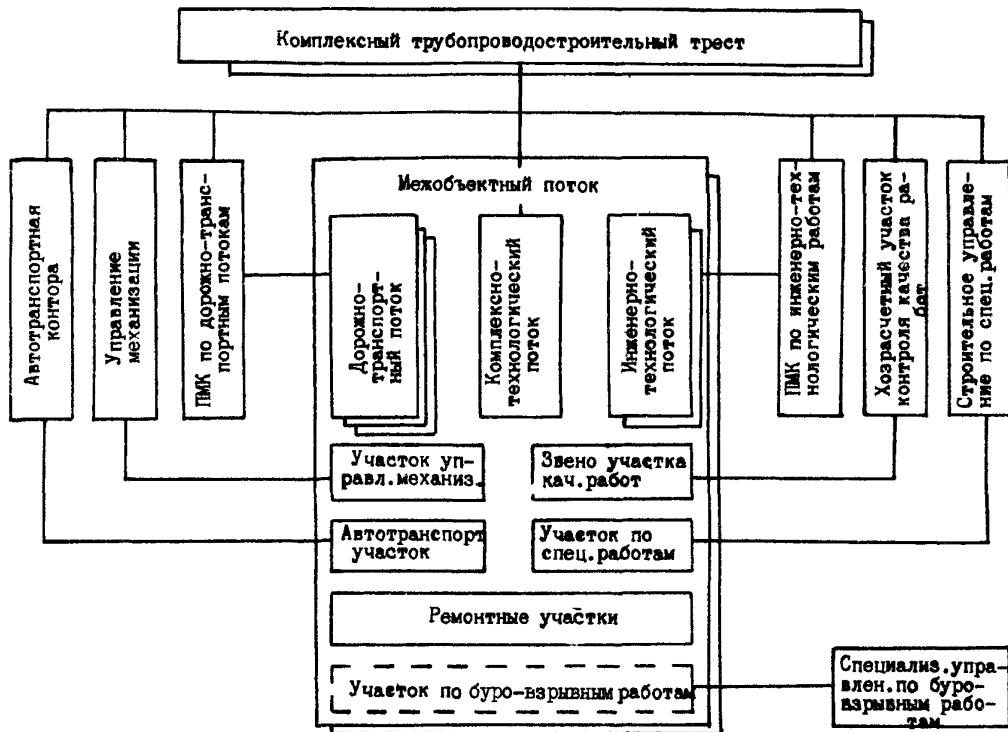 Комплексный трубопроводостроительный трест
Автотранспортная
контора
Управление
механизации
ПМК по дорожно-транс-
портным потокам
Межобъектный поток
Дорожно-
транспорт-
ный поток
Комплексно-
технологический
поток
Инженерно-
технологический
поток
ПМК по инженерно-тех-
нологическим работам
Хозрасчетный участок
контроля качества ра-
бот
Строительное управле-
ние по спец.работам
Участок уп-
равл.механиз.
Звено участка
кач.работ
Автотранспорт
участок
Участок по
спец.работам
Ремонтные участки
Участок по буро-взрывным работам
Специализ.управ-
лен.по буро-
взрывным рабо-
там